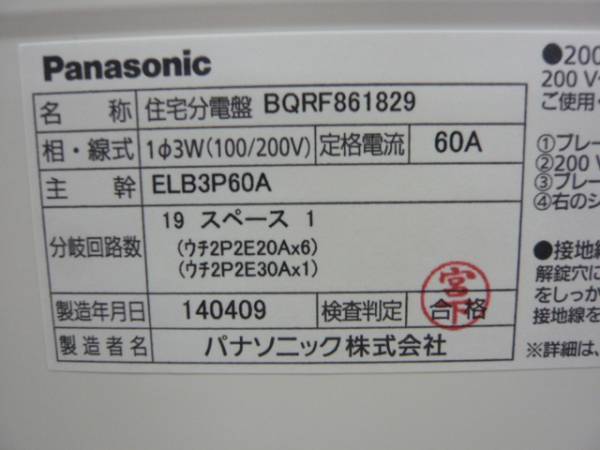 Panasonic
名 称 住宅分電盤 BQRF861829
相・線式 1φ3W(100/200V) 定格電流 60A
主 幹 ELB3P60A
分岐回路数 19 スペース 1
(ウチ2P2E20Ax6)
(ウチ2P2E30Ax1)
製造年月日 140409 検査判定 合格
宮下
製造者名 パナソニック株式会社
●200
200 V
ご使用
①ブレー
②200 V
③ブレー
④右のシ
●接地線
解錠穴に
をしっか
接地線を
※詳細は、